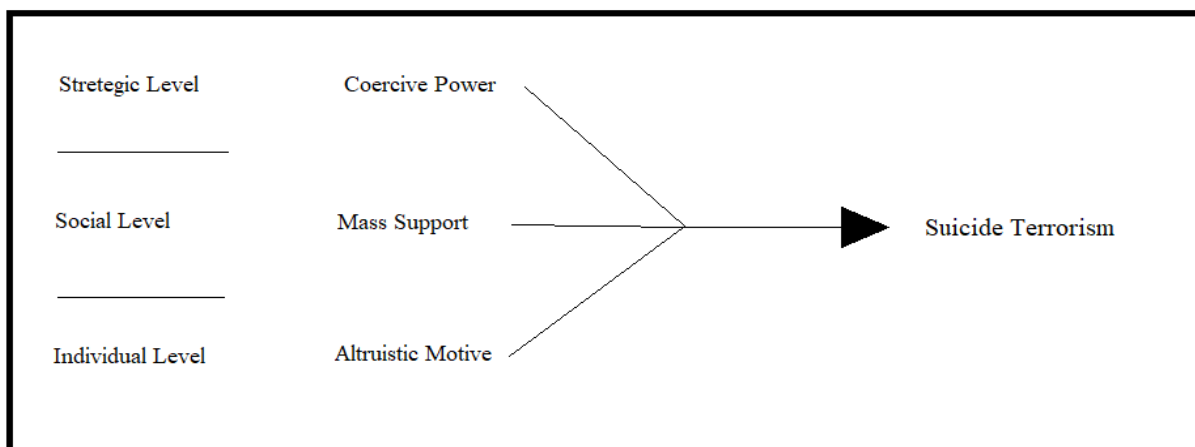 Stretegic Level
Coercive Power
Social Level
Mass Support
Suicide Terrorism
Individual Level
Altruistic Motive